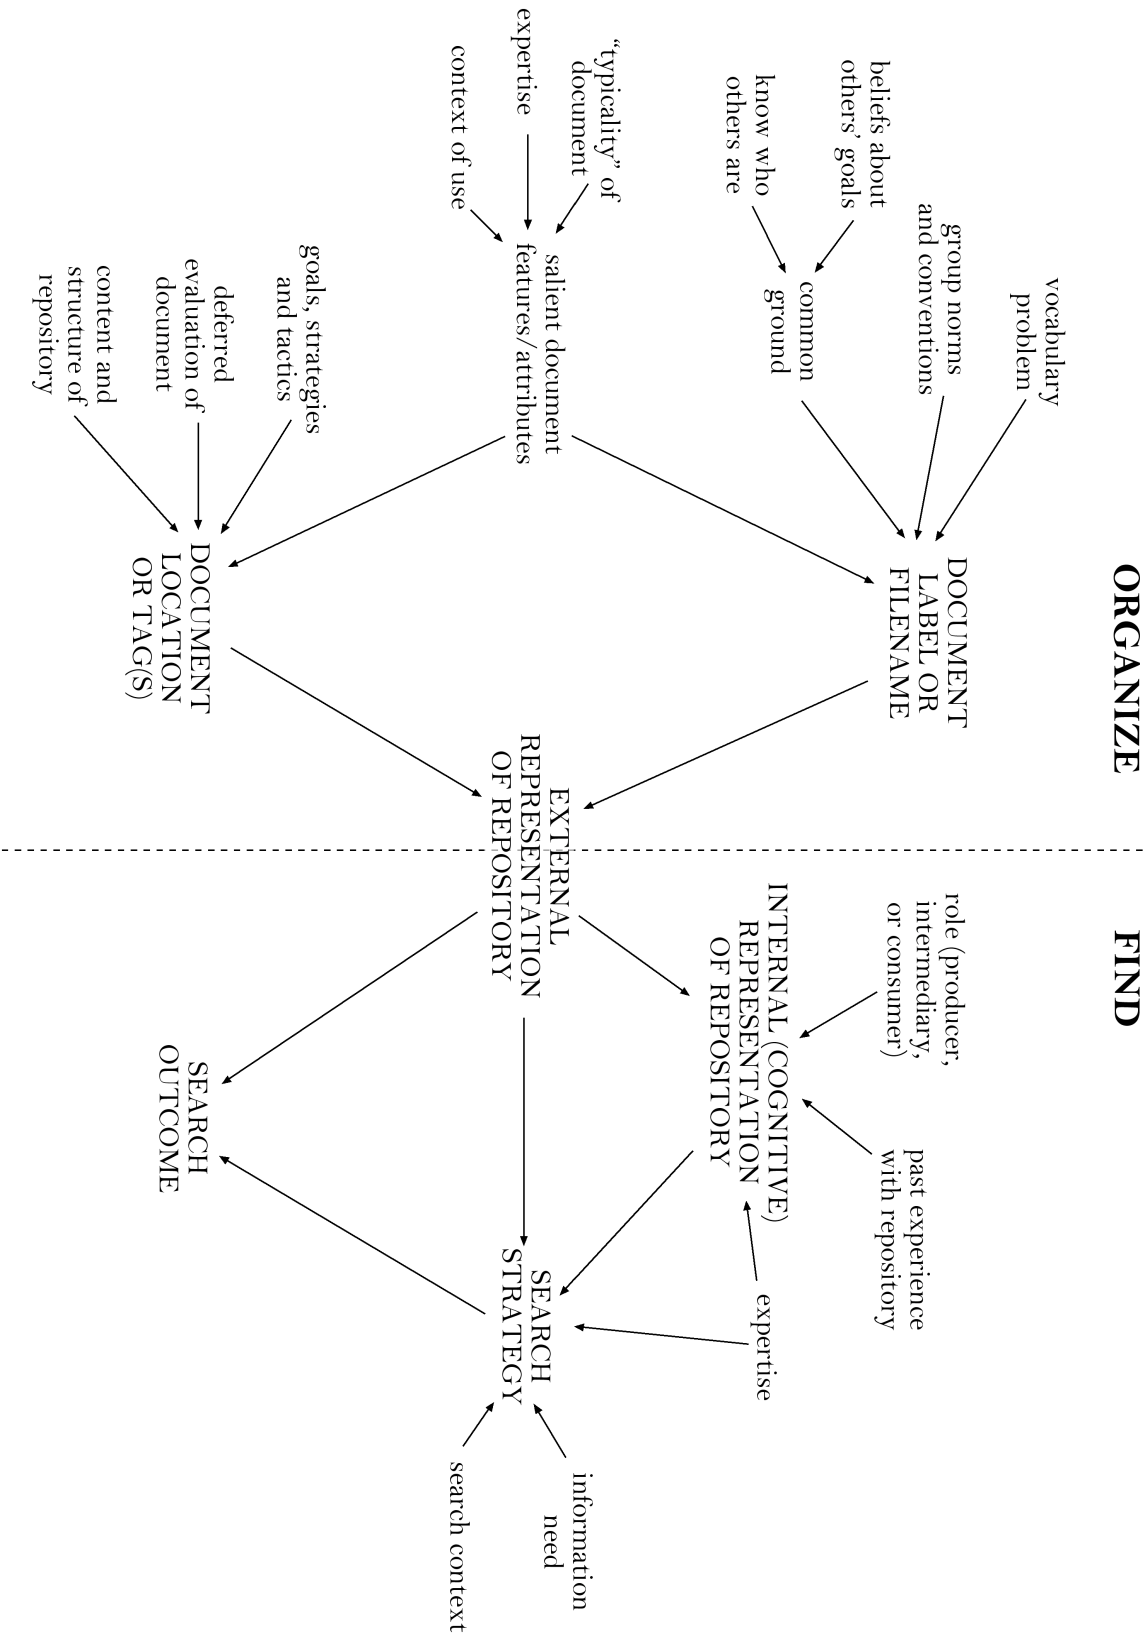 ORGANIZE
FIND
vocabulary
problem
group norms
and conventions
beliefs about
others’ goals
know who
others are
common
ground
DOCUMENT
LABEL OR
FILENAME
“typicality” of
document
expertise
context of use
salient document
features/attributes
goals, strategies
and tactics
deferred
evaluation of
document
content and
structure of
repository
DOCUMENT
LOCATION
OR TAG(S)
EXTERNAL
REPRESENTATION
OF REPOSITORY
role (producer,
intermediary,
or consumer)
past experience
with repository
INTERNAL (COGNITIVE)
REPRESENTATION
OF REPOSITORY
expertise
SEARCH
STRATEGY
information
need
search context
SEARCH
OUTCOME